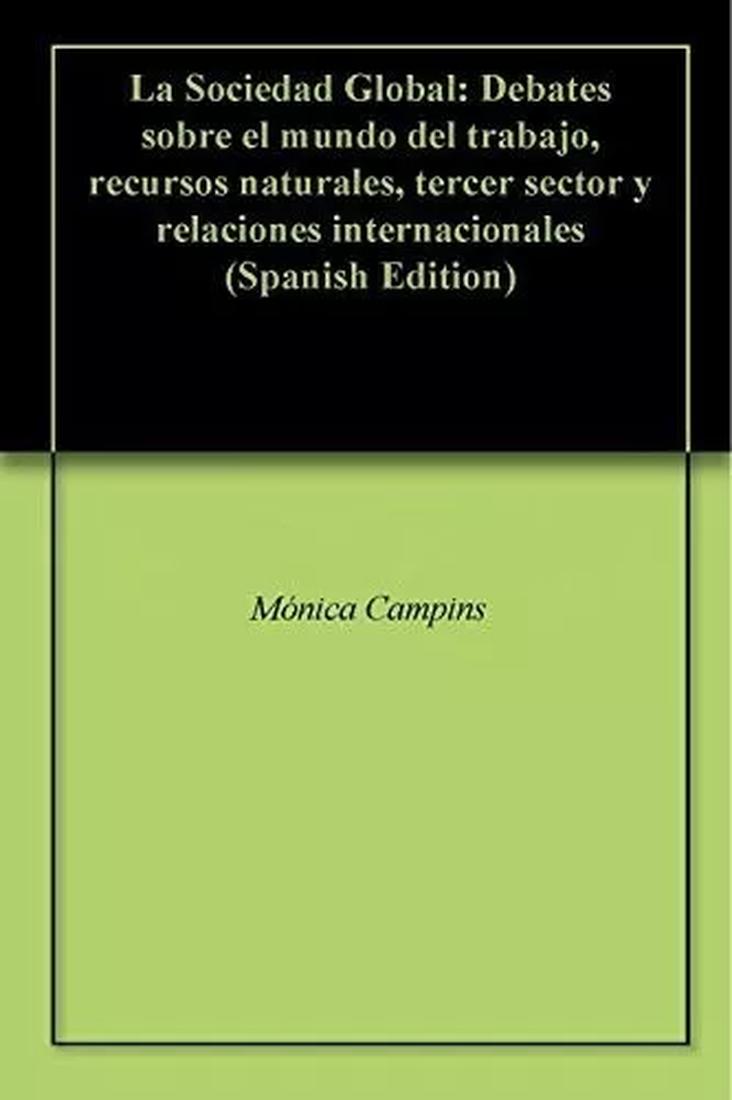 La Sociedad Global: Debates
sobre el mundo del trabajo,
recursos naturales, tercer sector y
relaciones internacionales
(Spanish Edition)
Mónica Campins